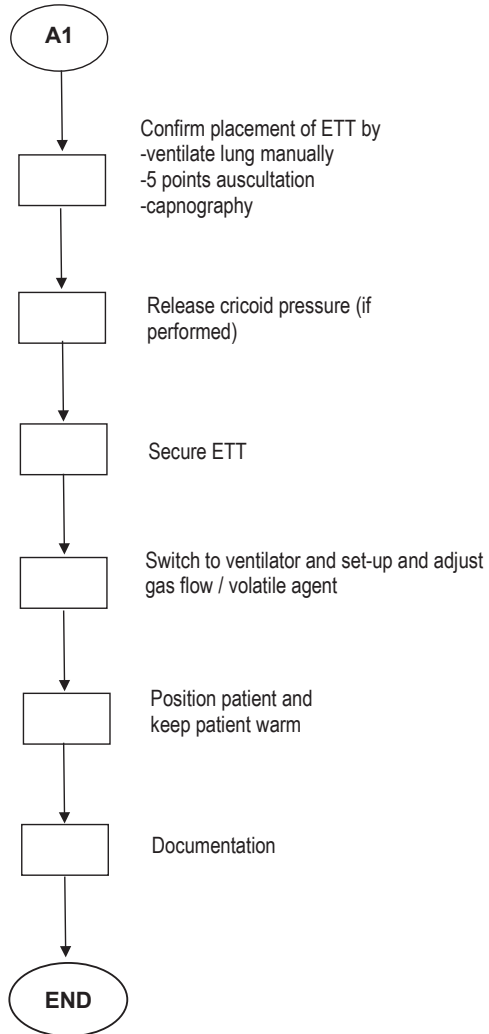 A1
Confirm placement of ETT by
-ventilate lung manually
-5 points auscultation
-capnography
Release cricoid pressure (if
performed)
Secure ETT
Switch to ventilator and set-up and adjust
gas flow / volatile agent
Position patient and
keep patient warm
Documentation
END